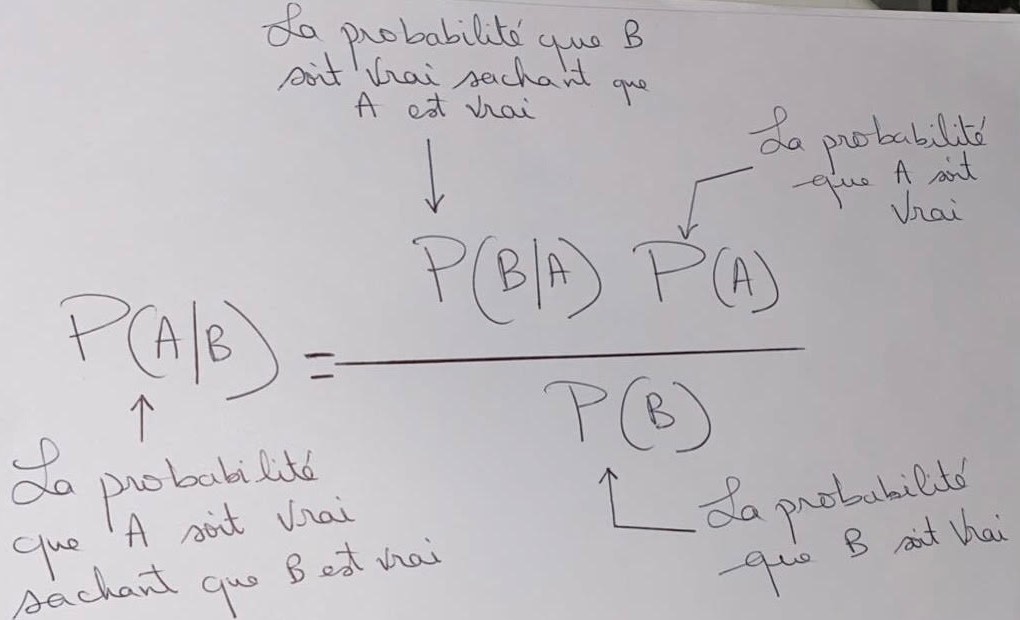 La probabilité que B
soit vrai sachant que
A est vrai
La probabilité
que A soit
vrai
P(B/A) P(A)
P(A/B) =
P(B)
La probabilité
que A soit vrai
sachant que B est vrai
La probabilité
que B soit vrai